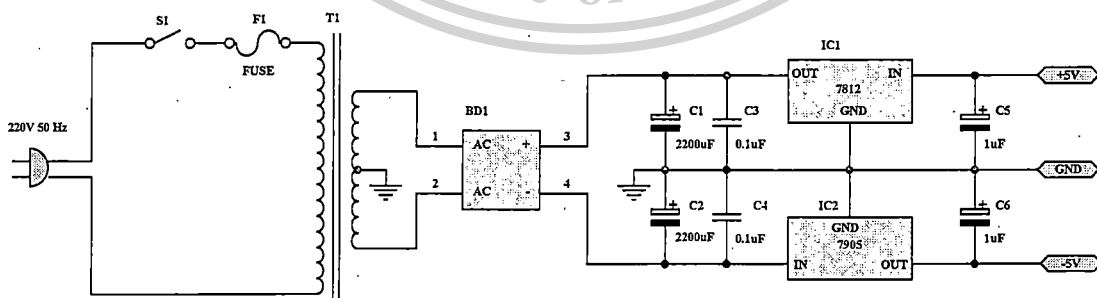 S1
F1
T1
FUSE
220V 50 Hz
BD1
1
AC
+
3
2
AC
-
4
C1
+
2200uF
C3
0.1uF
C2
+
2200uF
C4
0.1uF
IC1
OUT
IN
7812
GND
IC2
GND
7905
IN
OUT
+
C5
1uF
+
C6
1uF
+5V
GND
-5V